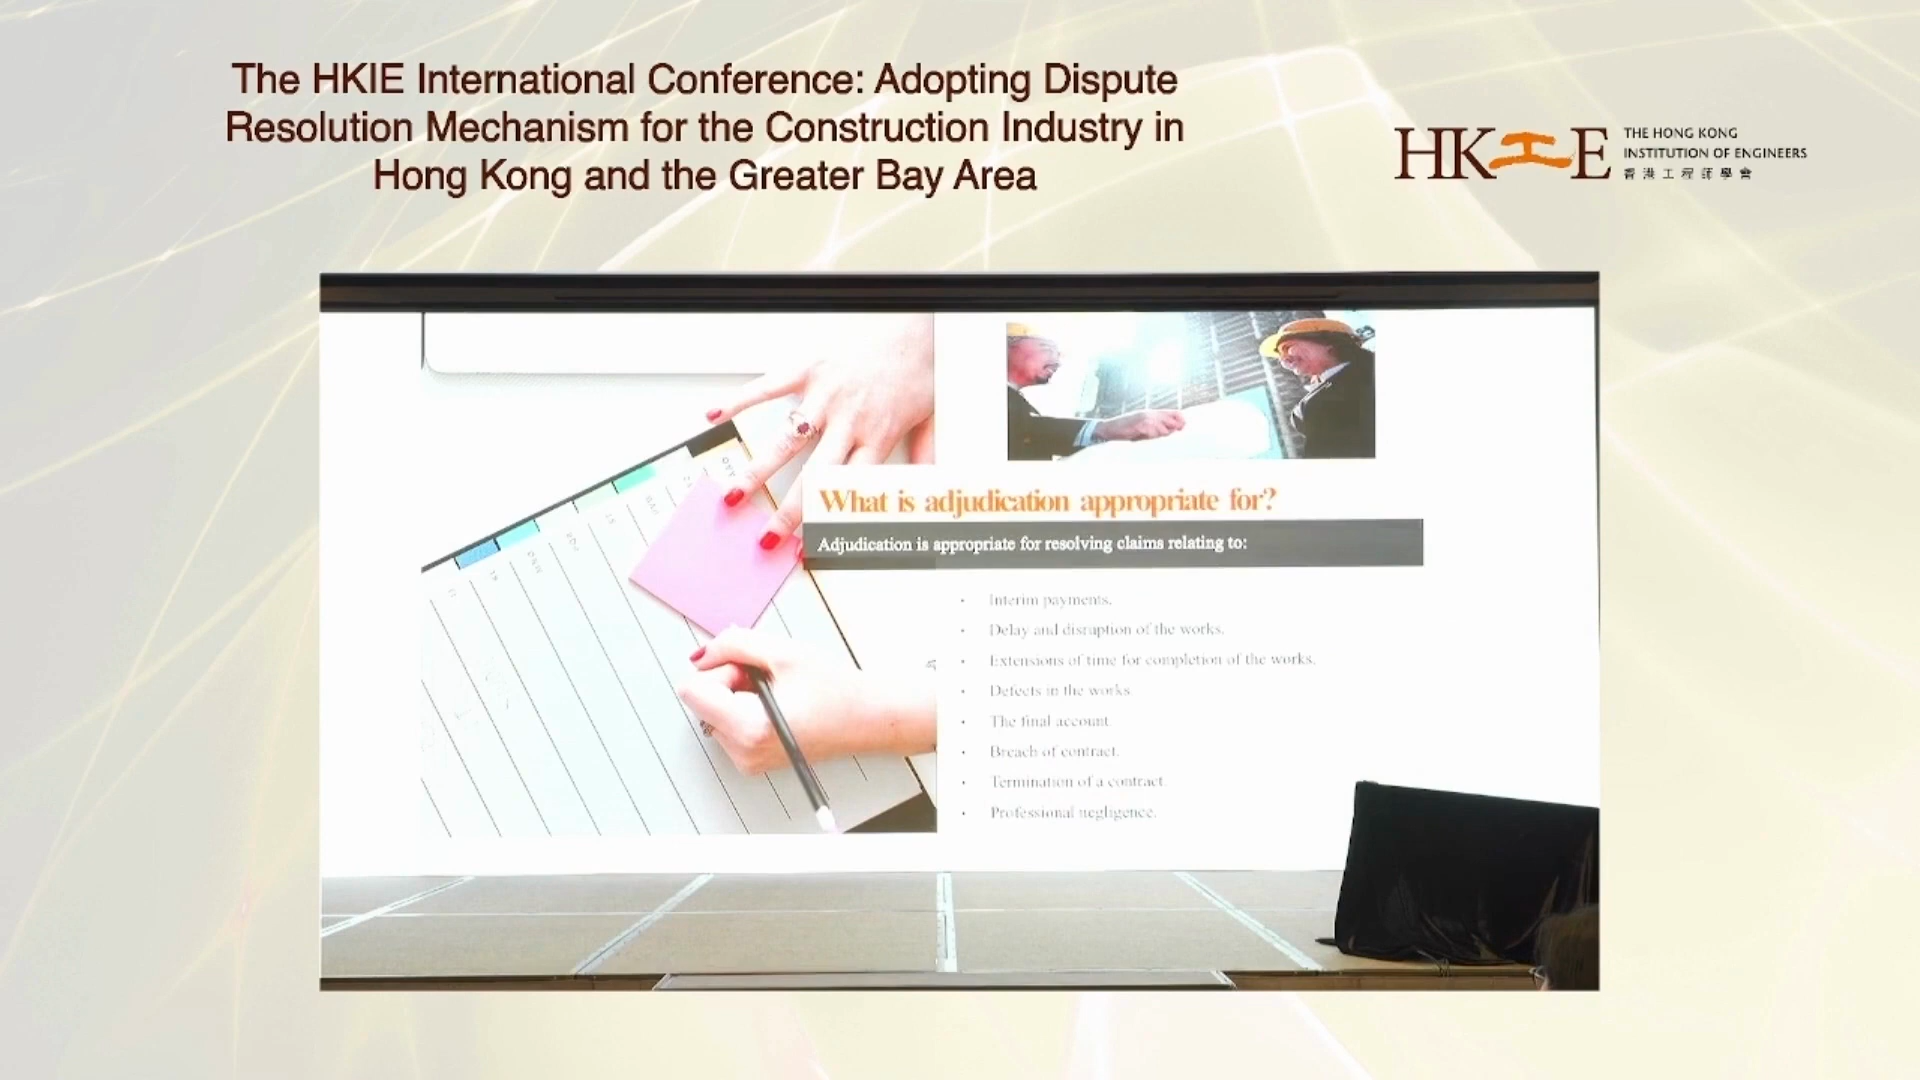 The HKIE International Conference: Adopting Dispute
Resolution Mechanism for the Construction Industry in
Hong Kong and the Greater Bay Area
HKIE
THE HONG KONG
INSTITUTION OF ENGINEERS
香港工程師學會
What is adjudication appropriate for?
Adjudication is appropriate for resolving claims relating to:
• Interim payments.
• Delay and disruption of the works.
• Extensions of time for completion of the works.
• Defects in the works
• The final account
• Breach of contract.
• Termination of a contract
• Professional negligence.